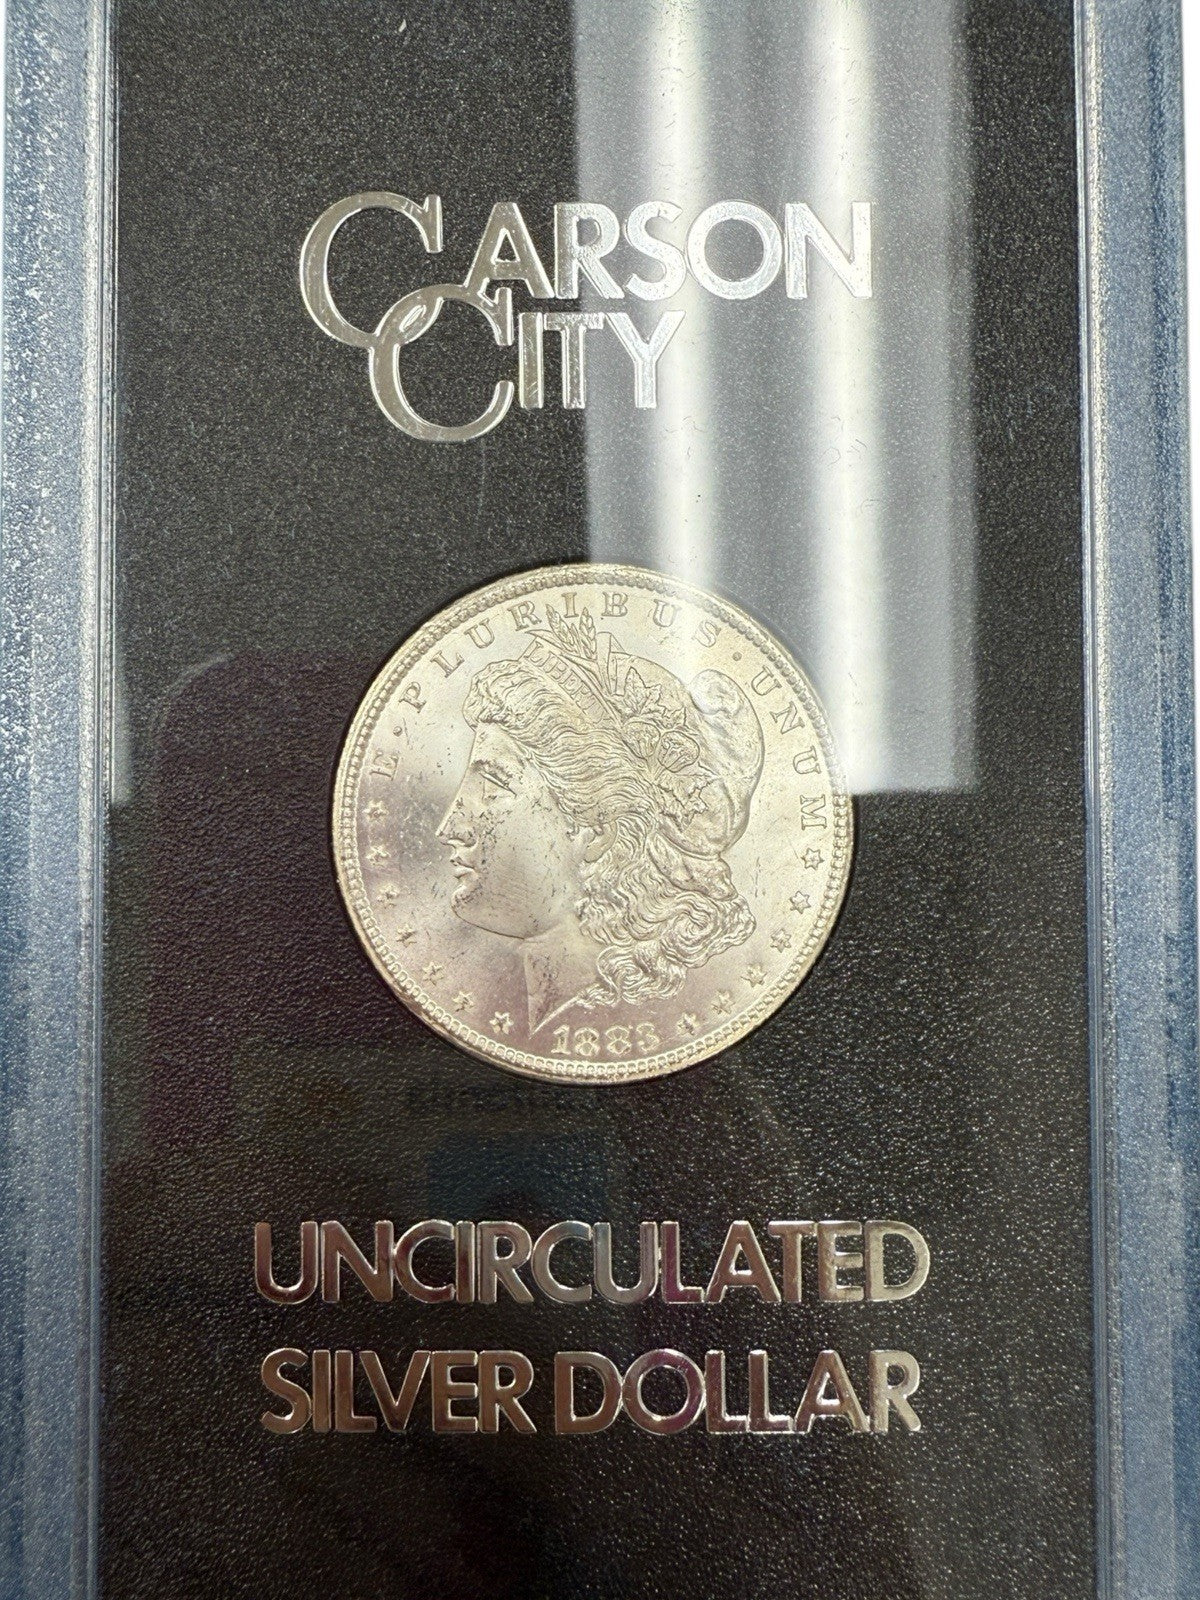 CARSON
CITY
E · PLURIBUS · UNUM
LIBERTY
1883
UNCIRCULATED
SILVER DOLLAR